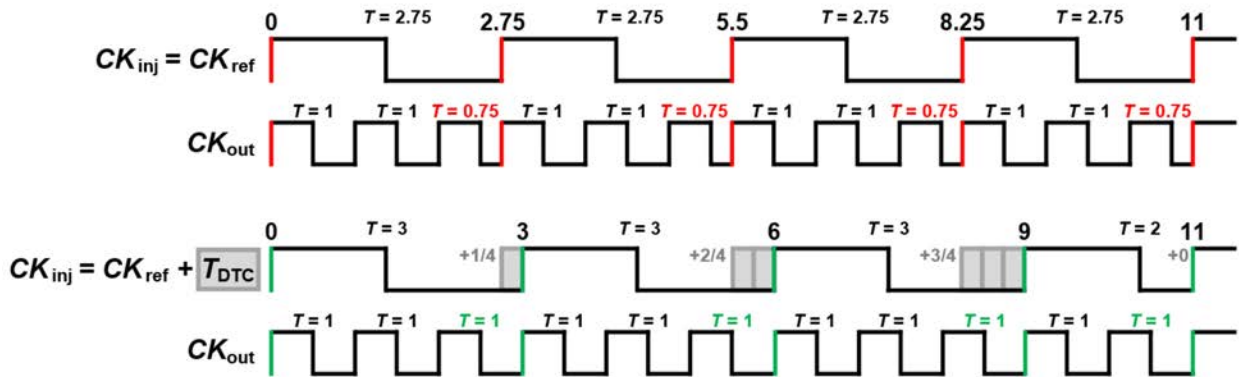 0 T = 2.75 2.75 T = 2.75 5.5 T = 2.75 8.25 T = 2.75 11
CKinj = CKref
T = 1 T = 1 T = 0.75 T = 1 T = 1 T = 0.75 T = 1 T = 1 T = 0.75 T = 1 T = 1 T = 0.75
CKout
0 T = 3 3 T = 3 6 T = 3 9 T = 2 11
CKinj = CKref + TDTC +1/4 +2/4 +3/4 +0
T = 1 T = 1 T = 1 T = 1 T = 1 T = 1 T = 1 T = 1 T = 1 T = 1 T = 1
CKout